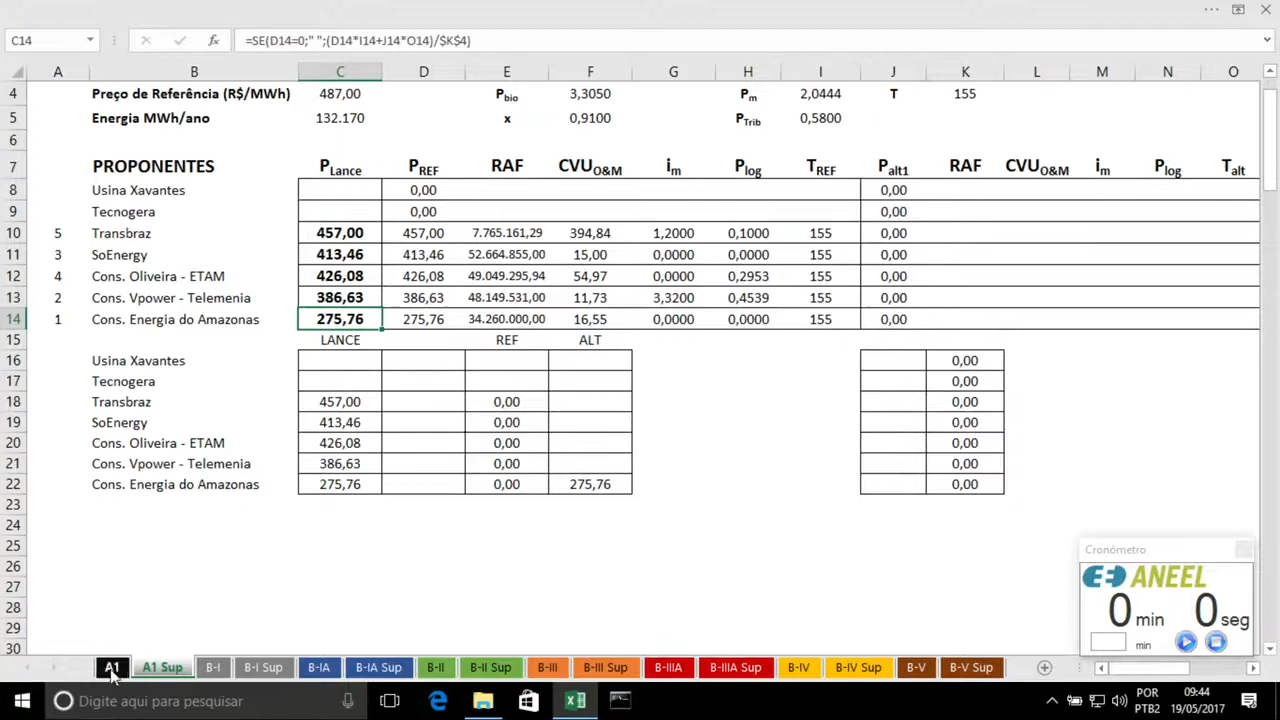 C14 =SE(D14=0;" ";(D14*I14+J14*O14)/$K$4)
A B C D E F G H I J K L M N O
4 Preço de Referência (R$/MWh) 487,00 Pbio 3,3050 Pm 2,0444 T 155
5 Energia MWh/ano 132.170 x 0,9100 PTrib 0,5800
6
7 PROPONENTES PLance PREF RAF CVUO&M im Plog TREF Palt1 RAF CVUO&M im Plog Talt
8 Usina Xavantes 0,00 0,00
9 Tecnogera 0,00 0,00
10 5 Transbraz 457,00 457,00 7.765.161,29 394,84 1,2000 0,1000 155 0,00
11 3 SoEnergy 413,46 413,46 52.664.855,00 15,00 0,0000 0,0000 155 0,00
12 4 Cons. Oliveira - ETAM 426,08 426,08 49.049.295,94 54,97 0,0000 0,2953 155 0,00
13 2 Cons. Vpower - Telemenia 386,63 386,63 48.149.531,00 11,73 3,3200 0,4539 155 0,00
14 1 Cons. Energia do Amazonas 275,76 275,76 34.260.000,00 16,55 0,0000 0,0000 155 0,00
15 LANCE REF ALT
16 Usina Xavantes 0,00
17 Tecnogera 0,00
18 Transbraz 457,00 0,00 0,00
19 SoEnergy 413,46 0,00 0,00
20 Cons. Oliveira - ETAM 426,08 0,00 0,00
21 Cons. Vpower - Telemenia 386,63 0,00 0,00
22 Cons. Energia do Amazonas 275,76 0,00 275,76 0,00
23
24
25
26
27
28
29
30
Cronómetro
ANEEL
0 min 0 seg
min
A1 A1 Sup B-I B-I Sup B-IA B-IA Sup B-II B-II Sup B-III B-III Sup B-IIIA B-IIIA Sup B-IV B-IV Sup B-V B-V Sup
Digite aqui para pesquisar
POR 09:44
PTB2 19/05/2017